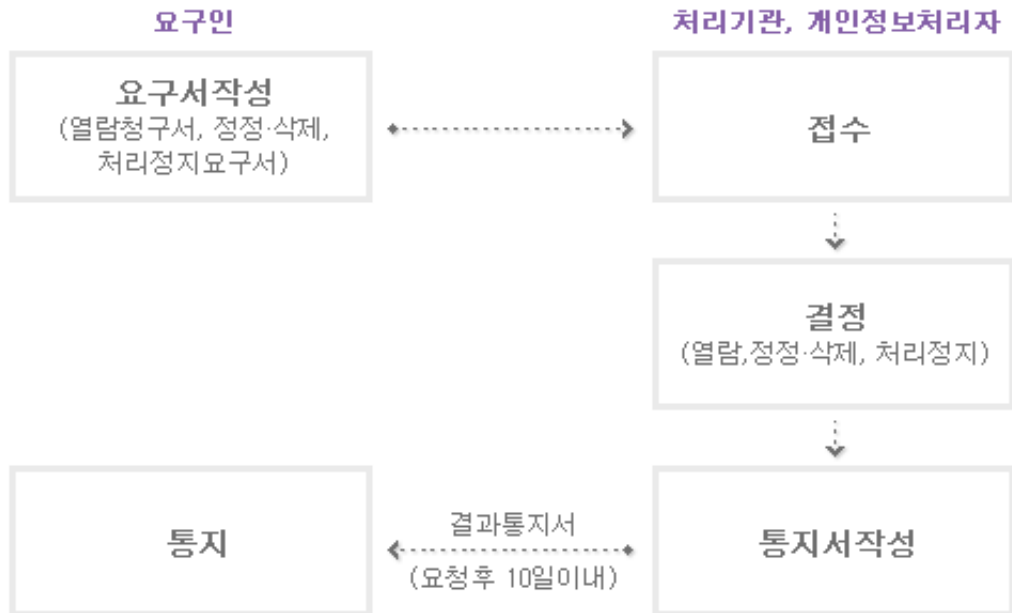 요구인
처리기관, 개인정보처리자
요구서작성
(열람청구서, 정정·삭제,
처리정지요구서)
접수
결정
(열람,정정·삭제, 처리정지)
통지
결과통지서
(요청후 10일이내)
통지서작성